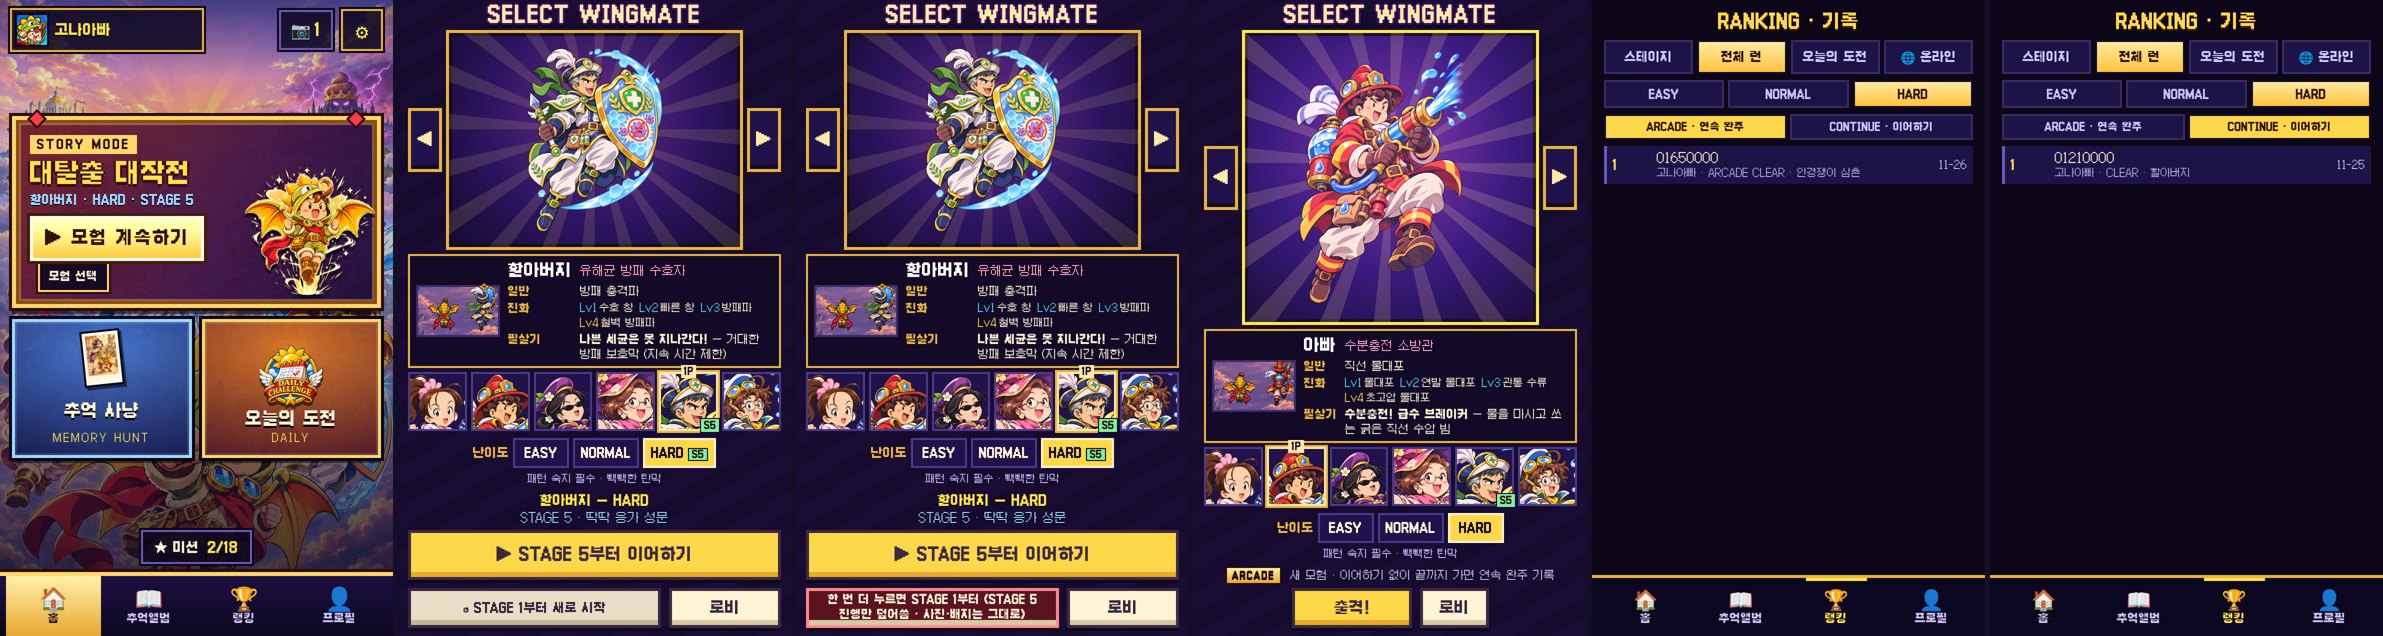 고나아빠
1
STORY MODE
대탈출 대작전
할아버지 · HARD · STAGE 5
▶ 모험 계속하기
모험 선택
추억 사냥
MEMORY HUNT
DAILY CHALLENGE
오늘의 도전
DAILY
★ 미션 2/18
홈
추억앨범
랭킹
프로필
SELECT WINGMATE
◀
▶
할아버지 유해균 방패 수호자
일반 방패 충격파
진화 Lv1 수호 창 Lv2 빠른 창 Lv3 방패파
Lv4 철벽 방패파
필살기 나쁜 세균은 못 지나간다! – 거대한
방패 보호막 (지속 시간 제한)
1P
S5
난이도 EASY NORMAL HARD S5
패턴 숙지 필수 · 빽빽한 탄막
할아버지 – HARD
STAGE 5 · 딱딱 응가 성문
▶ STAGE 5부터 이어하기
STAGE 1부터 새로 시작
로비
SELECT WINGMATE
◀
▶
할아버지 유해균 방패 수호자
일반 방패 충격파
진화 Lv1 수호 창 Lv2 빠른 창 Lv3 방패파
Lv4 철벽 방패파
필살기 나쁜 세균은 못 지나간다! – 거대한
방패 보호막 (지속 시간 제한)
1P
S5
난이도 EASY NORMAL HARD S5
패턴 숙지 필수 · 빽빽한 탄막
할아버지 – HARD
STAGE 5 · 딱딱 응가 성문
▶ STAGE 5부터 이어하기
한 번 더 누르면 STAGE 1부터 (STAGE 5
진행만 덮어씀 · 사진·배지는 그대로)
로비
SELECT WINGMATE
◀
▶
아빠 수분충전 소방관
일반 직선 물대포
진화 Lv1 물대포 Lv2 연발 물대포 Lv3 관통 수류
Lv4 초고압 물대포
필살기 수분충전! 급수 브레이커 – 물을 마시고 쏘
는 굵은 직선 수압 빔
1P
S5
난이도 EASY NORMAL HARD
패턴 숙지 필수 · 빽빽한 탄막
ARCADE 새 모험 · 이어하기 없이 끝까지 가면 연속 완주 기록
출격!
로비
RANKING · 기록
스테이지
전체 런
오늘의 도전
온라인
EASY
NORMAL
HARD
ARCADE · 연속 완주
CONTINUE · 이어하기
1 01650000 11-26
고나아빠 · ARCADE CLEAR · 안경쟁이 삼촌
홈
추억앨범
랭킹
프로필
RANKING · 기록
스테이지
전체 런
오늘의 도전
온라인
EASY
NORMAL
HARD
ARCADE · 연속 완주
CONTINUE · 이어하기
1 01210000 11-25
고나아빠 · CLEAR · 할아버지
홈
추억앨범
랭킹
프로필